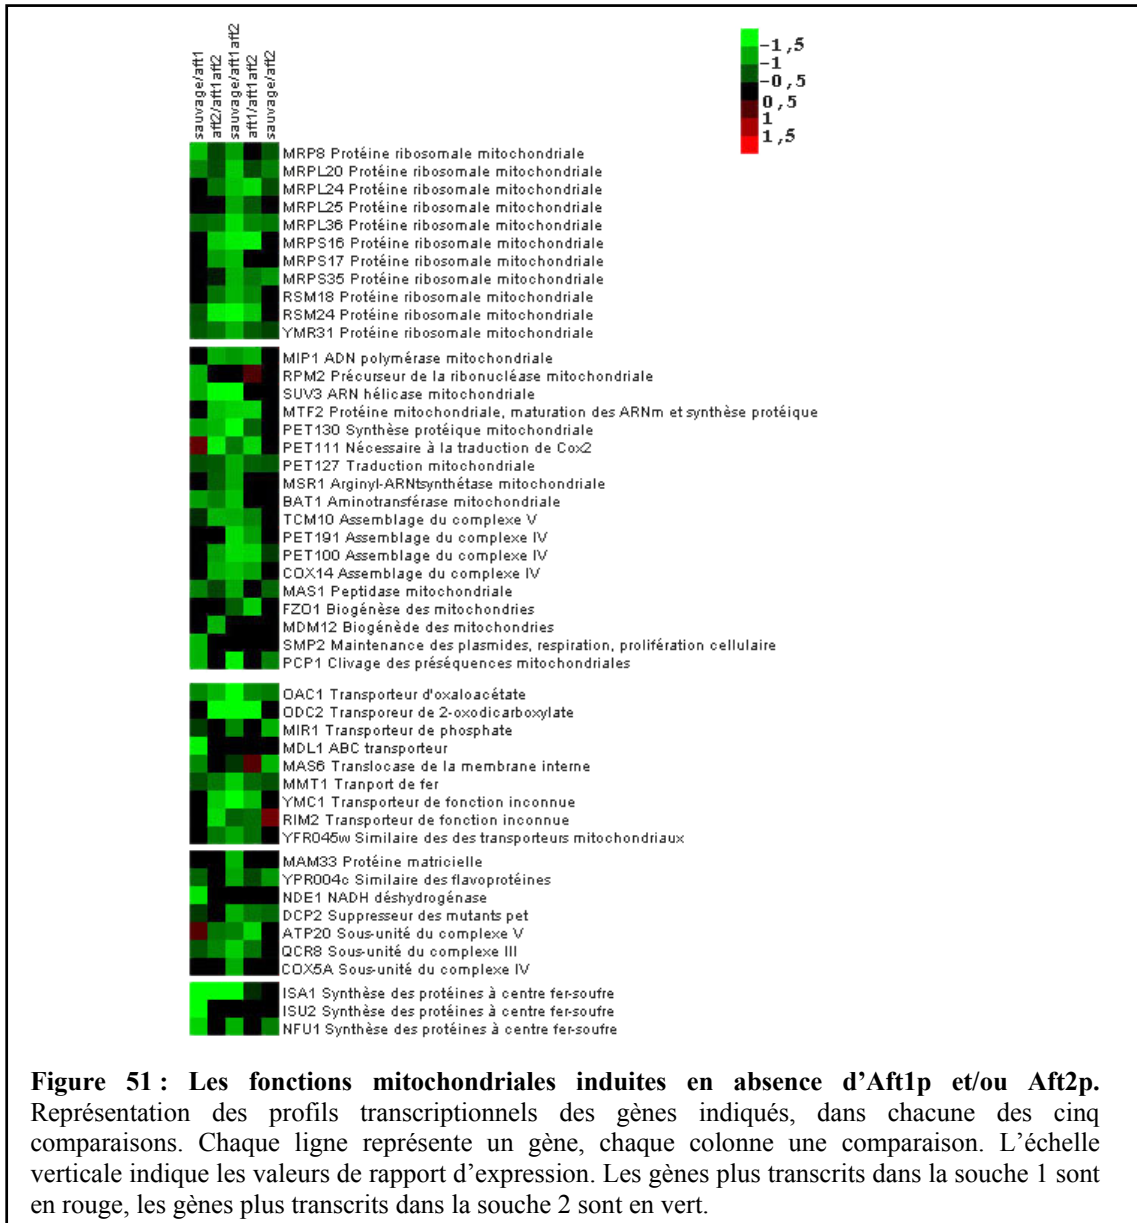 sauvage/aft1
aft2/aft1aft2
sauvage/aft1aft2
aft1/aft1aft2
sauvage/aft2
-1,5
-1
-0,5
0,5
1
1,5
MRP8 Protéine ribosomale mitochondriale
MRPL20 Protéine ribosomale mitochondriale
MRPL24 Protéine ribosomale mitochondriale
MRPL25 Protéine ribosomale mitochondriale
MRPL36 Protéine ribosomale mitochondriale
MRPS16 Protéine ribosomale mitochondriale
MRPS17 Protéine ribosomale mitochondriale
MRPS35 Protéine ribosomale mitochondriale
RSM18 Protéine ribosomale mitochondriale
RSM24 Protéine ribosomale mitochondriale
YMR31 Protéine ribosomale mitochondriale
MIP1 ADN polymérase mitochondriale
RPM2 Précurseur de la ribonucléase mitochondriale
SUV3 ARN hélicase mitochondriale
MTF2 Protéine mitochondriale, maturation des ARNm et synthèse protéique
PET130 Synthèse protéique mitochondriale
PET111 Nécessaire à la traduction de Cox2
PET127 Traduction mitochondriale
MSR1 Arginyl-ARNtsynthétase mitochondriale
BAT1 Aminotransférase mitochondriale
TCM10 Assemblage du complexe V
PET191 Assemblage du complexe IV
PET100 Assemblage du complexe IV
COX14 Assemblage du complexe IV
MAS1 Peptidase mitochondriale
FZO1 Biogénèse des mitochondries
MDM12 Biogénède des mitochondries
SMP2 Maintenance des plasmides, respiration, prolifération cellulaire
PCP1 Clivage des préséquences mitochondriales
OAC1 Transporteur d'oxaloacétate
ODC2 Transporeur de 2-oxodicarboxylate
MIR1 Transporteur de phosphate
MDL1 ABC transporteur
MAS6 Translocase de la membrane interne
MMT1 Tranport de fer
YMC1 Transporteur de fonction inconnue
RIM2 Transporteur de fonction inconnue
YFR045w Similaire des des transporteurs mitochondriaux
MAM33 Protéine matricielle
YPR004c Similaire des flavoprotéines
NDE1 NADH déshydrogénase
DCP2 Suppresseur des mutants pet
ATP20 Sous-unité du complexe V
QCR8 Sous-unité du complexe III
COX5A Sous-unité du complexe IV
ISA1 Synthèse des protéines à centre fer-soufre
ISU2 Synthèse des protéines à centre fer-soufre
NFU1 Synthèse des protéines à centre fer-soufre
Figure 51 : Les fonctions mitochondriales induites en absence d’Aft1p et/ou Aft2p.
Représentation des profils transcriptionnels des gènes indiqués, dans chacune des cinq
comparaisons. Chaque ligne représente un gène, chaque colonne une comparaison. L’échelle
verticale indique les valeurs de rapport d’expression. Les gènes plus transcrits dans la souche 1 sont
en rouge, les gènes plus transcrits dans la souche 2 sont en vert.